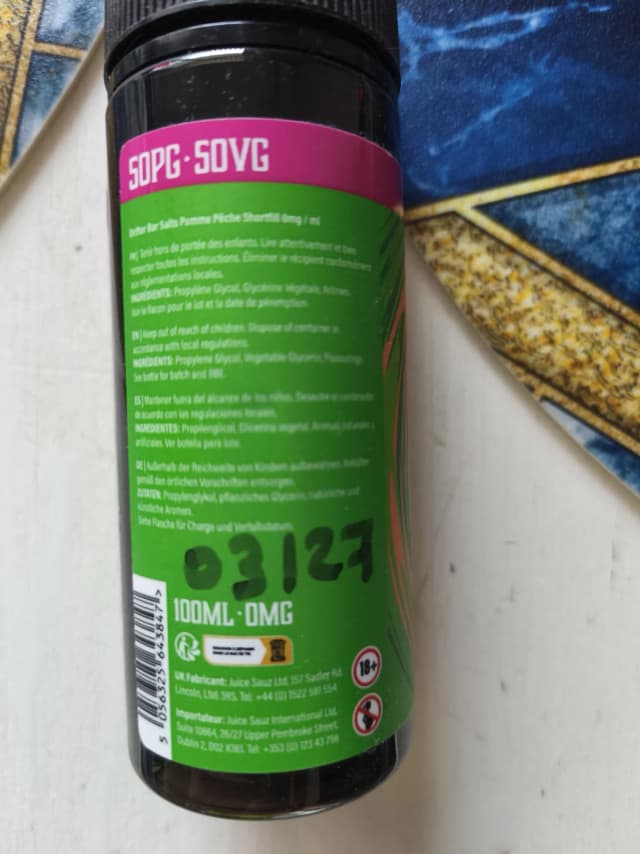 50PG·50VG
Drifter Bar Salts Pomme Pêche Shortfill 0mg / ml
FR | Tenir hors de portée des enfants. Lire attentivement et bien
respecter toutes les instructions. Éliminer le récipient conformément
aux réglementations locales.
INGRÉDIENTS: Propylène Glycol, Glycérine Végétale, Arômes.
sur le flacon pour le lot et la date de péremption.
EN | Keep out of reach of children. Dispose of container in
accordance with local regulations.
INGREDIENTS: Propylene Glycol, Vegetable Glycerin, Flavourings.
See bottle for batch and BBE.
ES | Mantener fuera del alcance de los niños. Deseche el contenedor
de acuerdo con las regulaciones locales.
INGREDIENTES: Propilenglicol, Glicerina vegetal, Aromas naturales y
artificiales. Ver botella para lote.
DE | Außerhalb der Reichweite von Kindern aufbewahren. Behälter
gemäß den örtlichen Vorschriften entsorgen.
ZUTATEN: Propylenglykol, pflanzliches Glycerin, natürliche und
künstliche Aromen.
Siehe Flasche für Charge und Verfallsdatum.
03/27
100ML·0MG
18+
UK Fabricant: Juice Sauz Ltd, 157 Sadler Rd.
Lincoln, LN6 3RS. Tel: +44 (0) 1522 581 554
Importateur: Juice Sauz International Ltd.
Suite 10864, 26/27 Upper Pembroke Street,
Dublin 2, D02 X361. Tel: +353 (0) 123 43 796
5 056325 643847 >